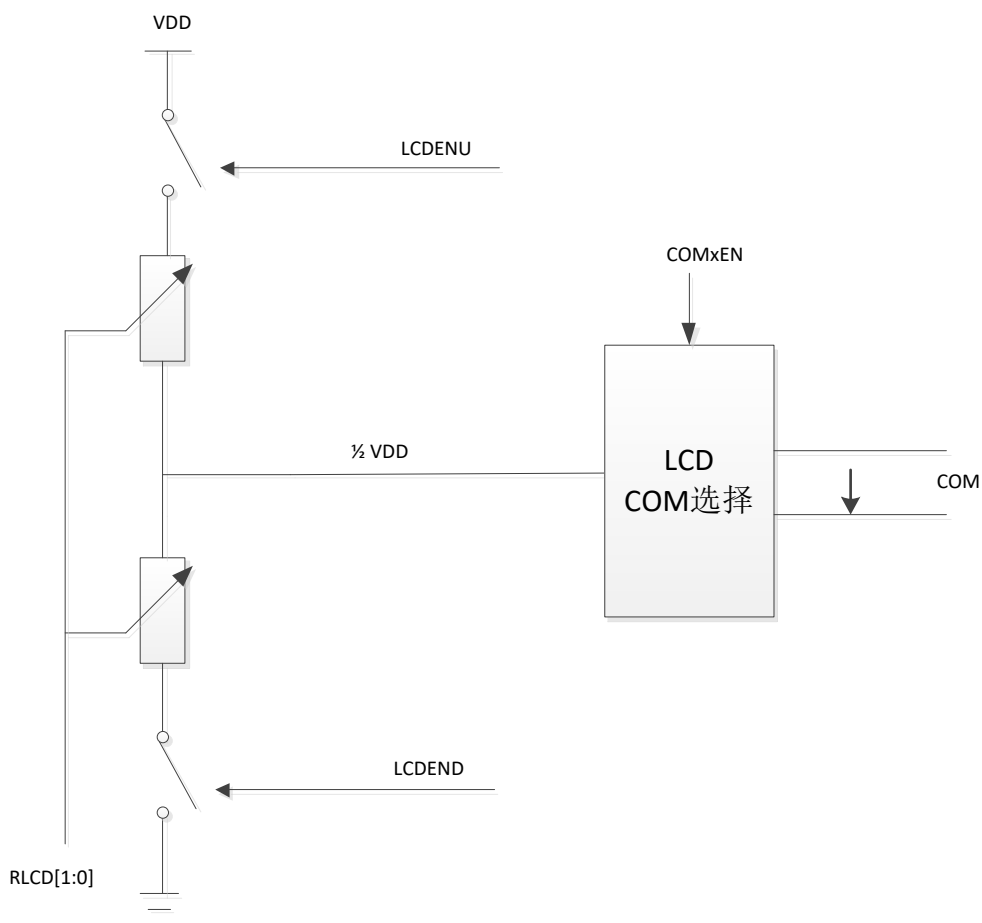 VDD
LCDENU
COMxEN
½ VDD
LCD
COM选择
COM
LCDEND
RLCD[1:0]